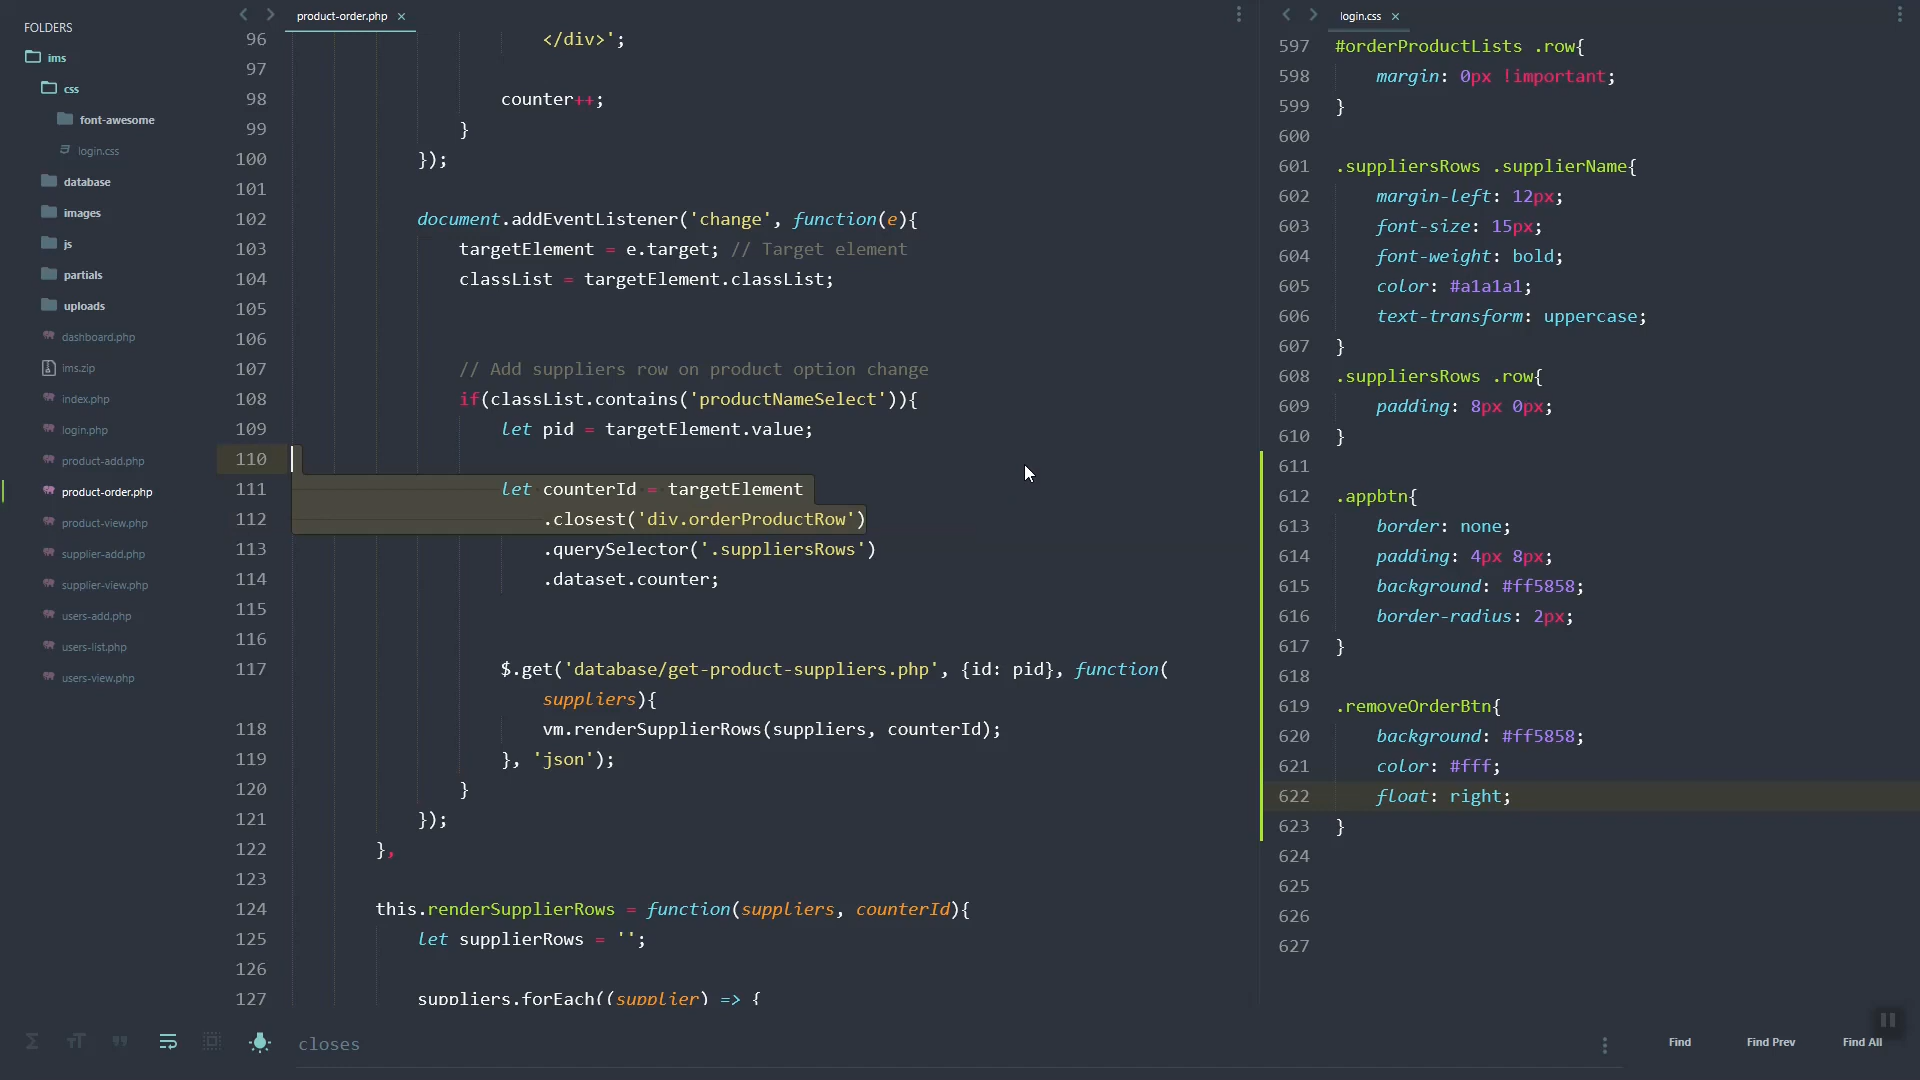 FOLDERS
ims
css
font-awesome
login.css
database
images
js
partials
uploads
dashboard.php
ims.zip
index.php
login.php
product-add.php
product-order.php
product-view.php
supplier-add.php
supplier-view.php
users-add.php
users-list.php
users-view.php
product-order.php ×
96 </div>';
97
98 counter++;
99 }
100 });
101
102 document.addEventListener('change', function(e){
103 targetElement = e.target; // Target element
104 classList = targetElement.classList;
105
106
107 // Add suppliers row on product option change
108 if(classList.contains('productNameSelect')){
109 let pid = targetElement.value;
110
111 let counterId = targetElement
112 .closest('div.orderProductRow')
113 .querySelector('.suppliersRows')
114 .dataset.counter;
115
116
117 $.get('database/get-product-suppliers.php', {id: pid}, function(
suppliers){
118 vm.renderSupplierRows(suppliers, counterId);
119 }, 'json');
120 }
121 });
122 },
123
124 this.renderSupplierRows = function(suppliers, counterId){
125 let supplierRows = '';
126
127 suppliers.forEach((supplier) => {
login.css ×
597 #orderProductLists .row{
598 margin: 0px !important;
599 }
600
601 .suppliersRows .supplierName{
602 margin-left: 12px;
603 font-size: 15px;
604 font-weight: bold;
605 color: #a1a1a1;
606 text-transform: uppercase;
607 }
608 .suppliersRows .row{
609 padding: 8px 0px;
610 }
611
612 .appbtn{
613 border: none;
614 padding: 4px 8px;
615 background: #ff5858;
616 border-radius: 2px;
617 }
618
619 .removeOrderBtn{
620 background: #ff5858;
621 color: #fff;
622 float: right;
623 }
624
625
626
627
closes
Find
Find Prev
Find All